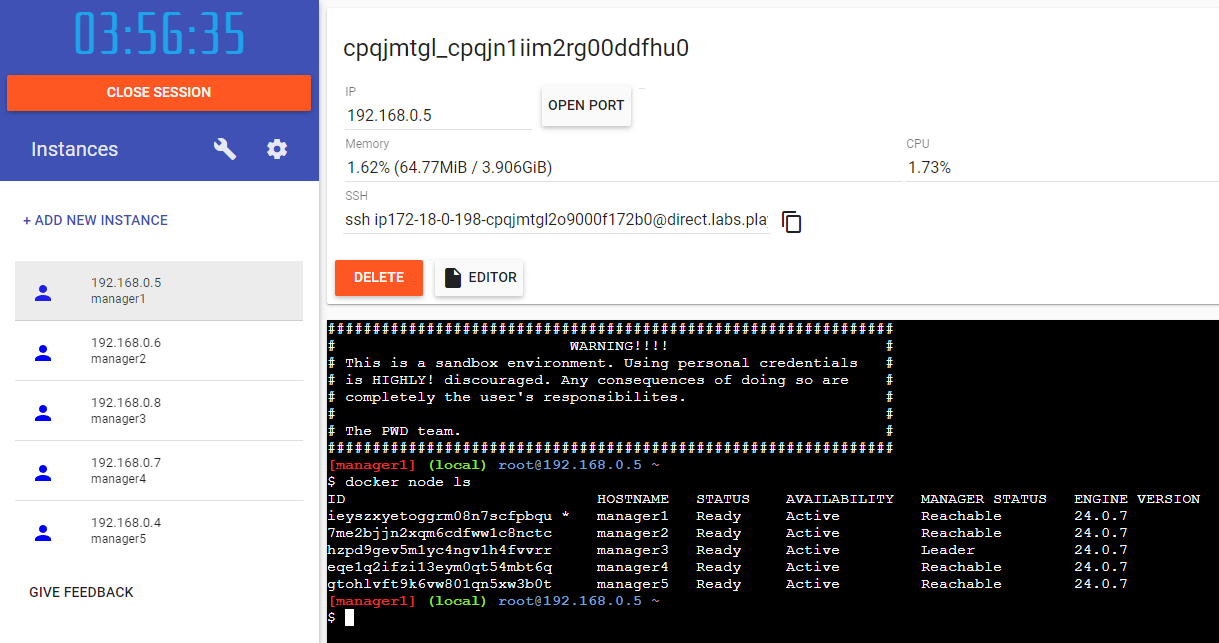 03:56:35
CLOSE SESSION
Instances
+ ADD NEW INSTANCE
192.168.0.5
manager1
192.168.0.6
manager2
192.168.0.8
manager3
192.168.0.7
manager4
192.168.0.4
manager5
GIVE FEEDBACK
cpqjmtgl_cpqjn1iim2rg00ddfhu0
IP
192.168.0.5
OPEN PORT
Memory
1.62% (64.77MiB / 3.906GiB)
CPU
1.73%
SSH
ssh ip172-18-0-198-cpqjmtgl2o9000f172b0@direct.labs.pla
DELETE
EDITOR
###############################################################
# WARNING!!!! #
# This is a sandbox environment. Using personal credentials #
# is HIGHLY! discouraged. Any consequences of doing so are #
# completely the user's responsibilites. #
# #
# The PWD team. #
###############################################################
[manager1] (local) root@192.168.0.5 ~
$ docker node ls
ID HOSTNAME STATUS AVAILABILITY MANAGER STATUS ENGINE VERSION
ieyszxyetoggrm08n7scfpbqu * manager1 Ready Active Reachable 24.0.7
7me2bjjn2xqm6cdfww1c8nctc manager2 Ready Active Reachable 24.0.7
hzpd9gev5m1yc4ngv1h4fvvrr manager3 Ready Active Leader 24.0.7
eqe1q2ifzi13eym0qt54mbt6q manager4 Ready Active Reachable 24.0.7
gtohlvft9k6vw801qn5xw3b0t manager5 Ready Active Reachable 24.0.7
[manager1] (local) root@192.168.0.5 ~
$